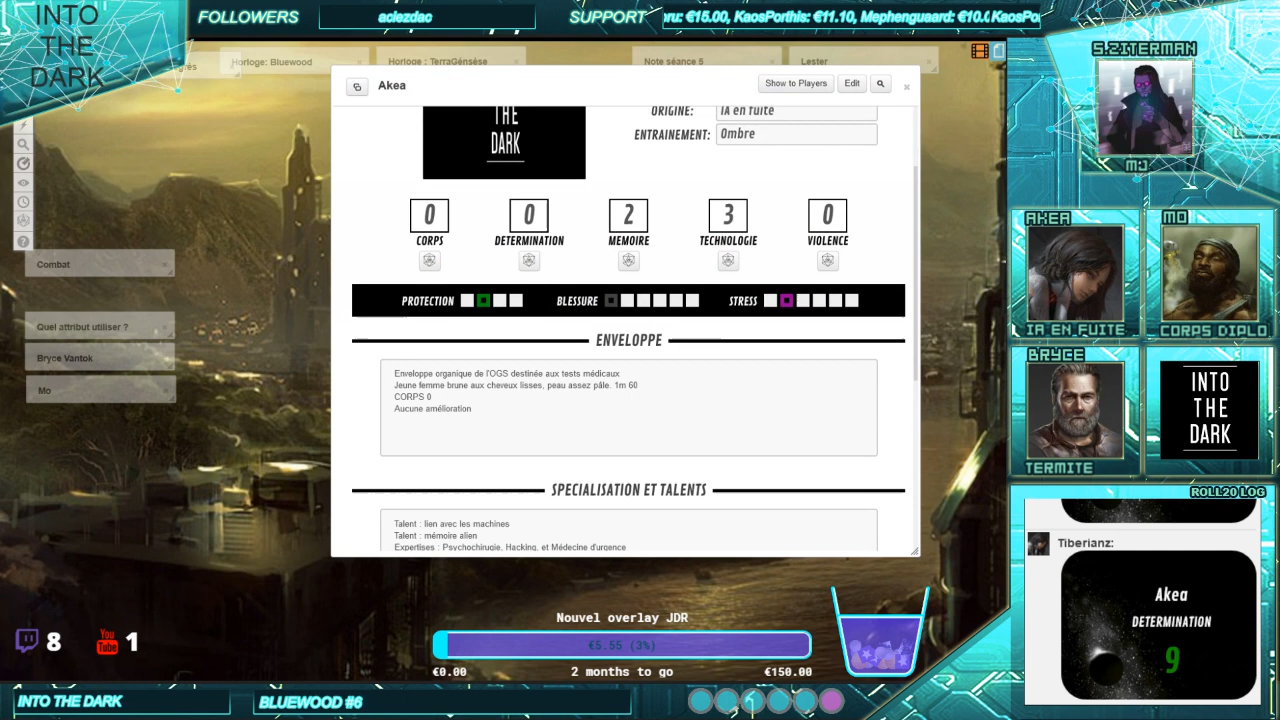 INTO
THE
DARK
FOLLOWERS
aciezdac
SUPPORT
€15.00, KaosPorthis: €11.10, Mephenguaard: €10.0
KaosPo
Horloge: Bluewood
Horloge : TerraGénsèse
Note séance 5
Lester
Akea
Show to Players
Edit
THE
DARK
ORIGINE:
IA en fuite
ENTRAINEMENT:
Ombre
0
0
2
3
0
CORPS
DETERMINATION
MEMOIRE
TECHNOLOGIE
VIOLENCE
PROTECTION
BLESSURE
STRESS
ENVELOPPE
Enveloppe organique de l'OGS destinée aux tests médicaux
Jeune femme brune aux cheveux lisses, peau assez pâle. 1m 60
CORPS 0
Aucune amélioration
SPECIALISATION ET TALENTS
Talent : lien avec les machines
Talent : mémoire alien
Expertises : Psychochirugie, Hacking, et Médecine d'urgence
Combat
Quel attribut utiliser ?
Bryce Vantok
Mo
S.ZITERMAN
MJ
AKEA
IA EN FUITE
MO
CORPS DIPLO
BRYCE
TERMITE
INTO
THE
DARK
ROLL20 LOG
Tiberianz:
Akea
DETERMINATION
9
8
You
Tube
1
Nouvel overlay JDR
€5.55 (3%)
€0.00
2 months to go
€150.00
INTO THE DARK
BLUEWOOD #6